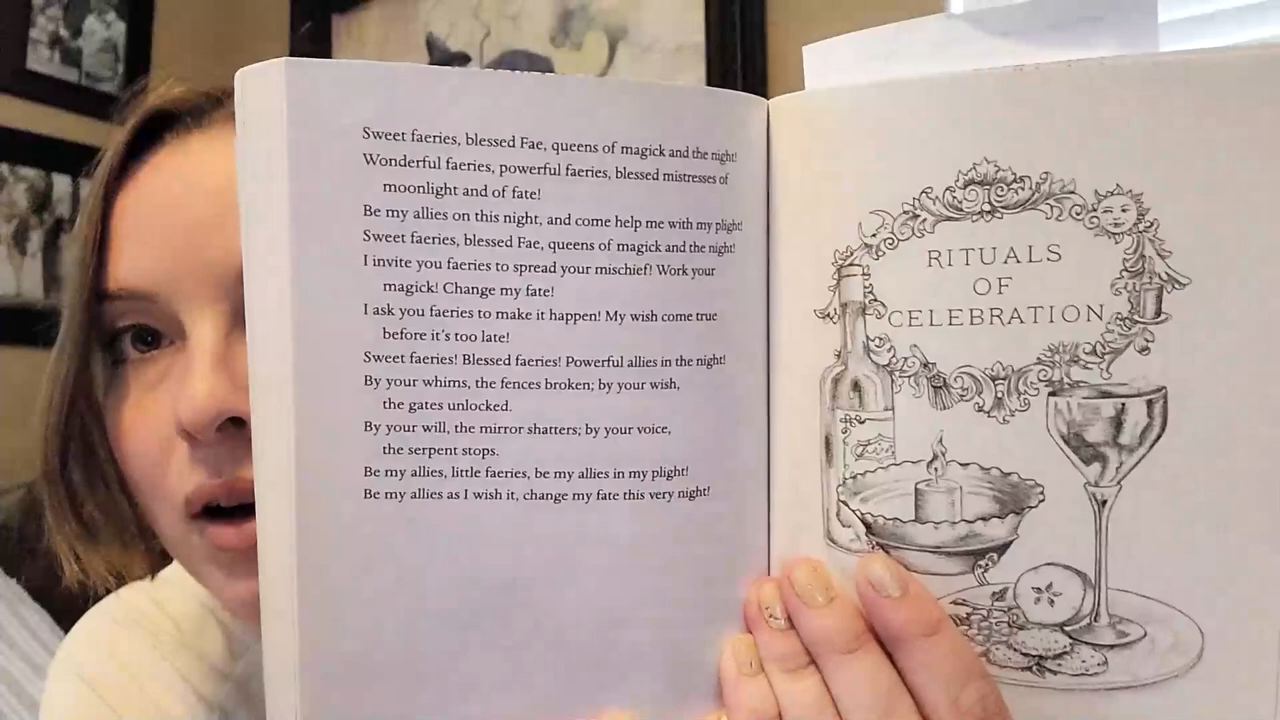 Sweet faeries, blessed Fae, queens of magick and the night!
Wonderful faeries, powerful faeries, blessed mistresses of
moonlight and of fate!
Be my allies on this night, and come help me with my plight!
Sweet faeries, blessed Fae, queens of magick and the night!
I invite you faeries to spread your mischief! Work your
magick! Change my fate!
I ask you faeries to make it happen! My wish come true
before it's too late!
Sweet faeries! Blessed faeries! Powerful allies in the night!
By your whims, the fences broken; by your wish,
the gates unlocked.
By your will, the mirror shatters; by your voice,
the serpent stops.
Be my allies, little faeries, be my allies in my plight!
Be my allies as I wish it, change my fate this very night!
RITUALS
OF
CELEBRATION